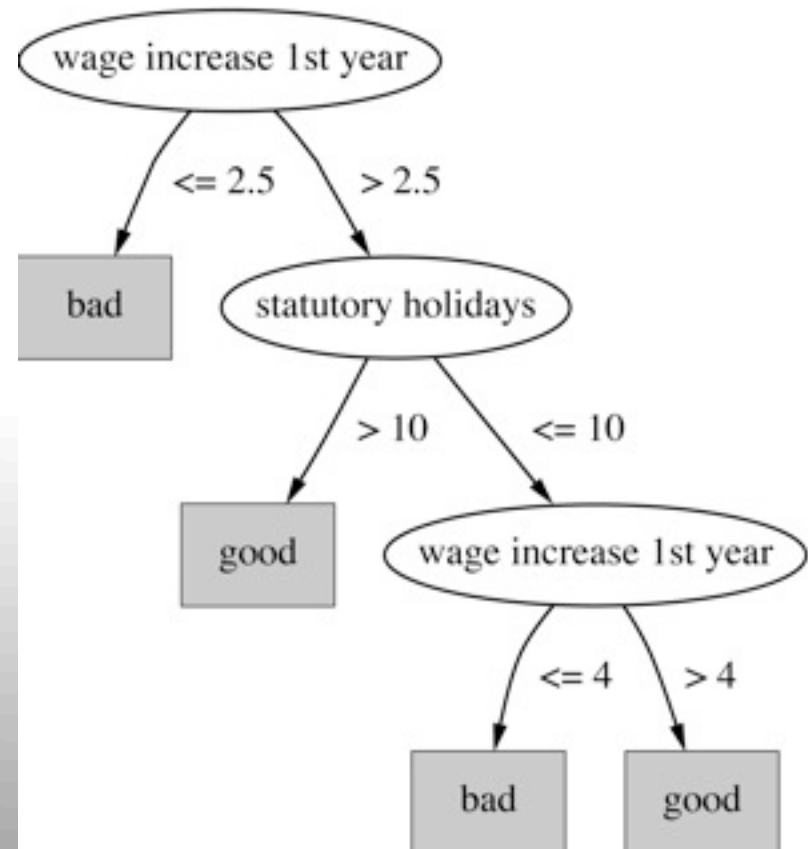 wage increase 1st year
<= 2.5
> 2.5
bad
statutory holidays
> 10
<= 10
good
wage increase 1st year
<= 4
> 4
bad
good